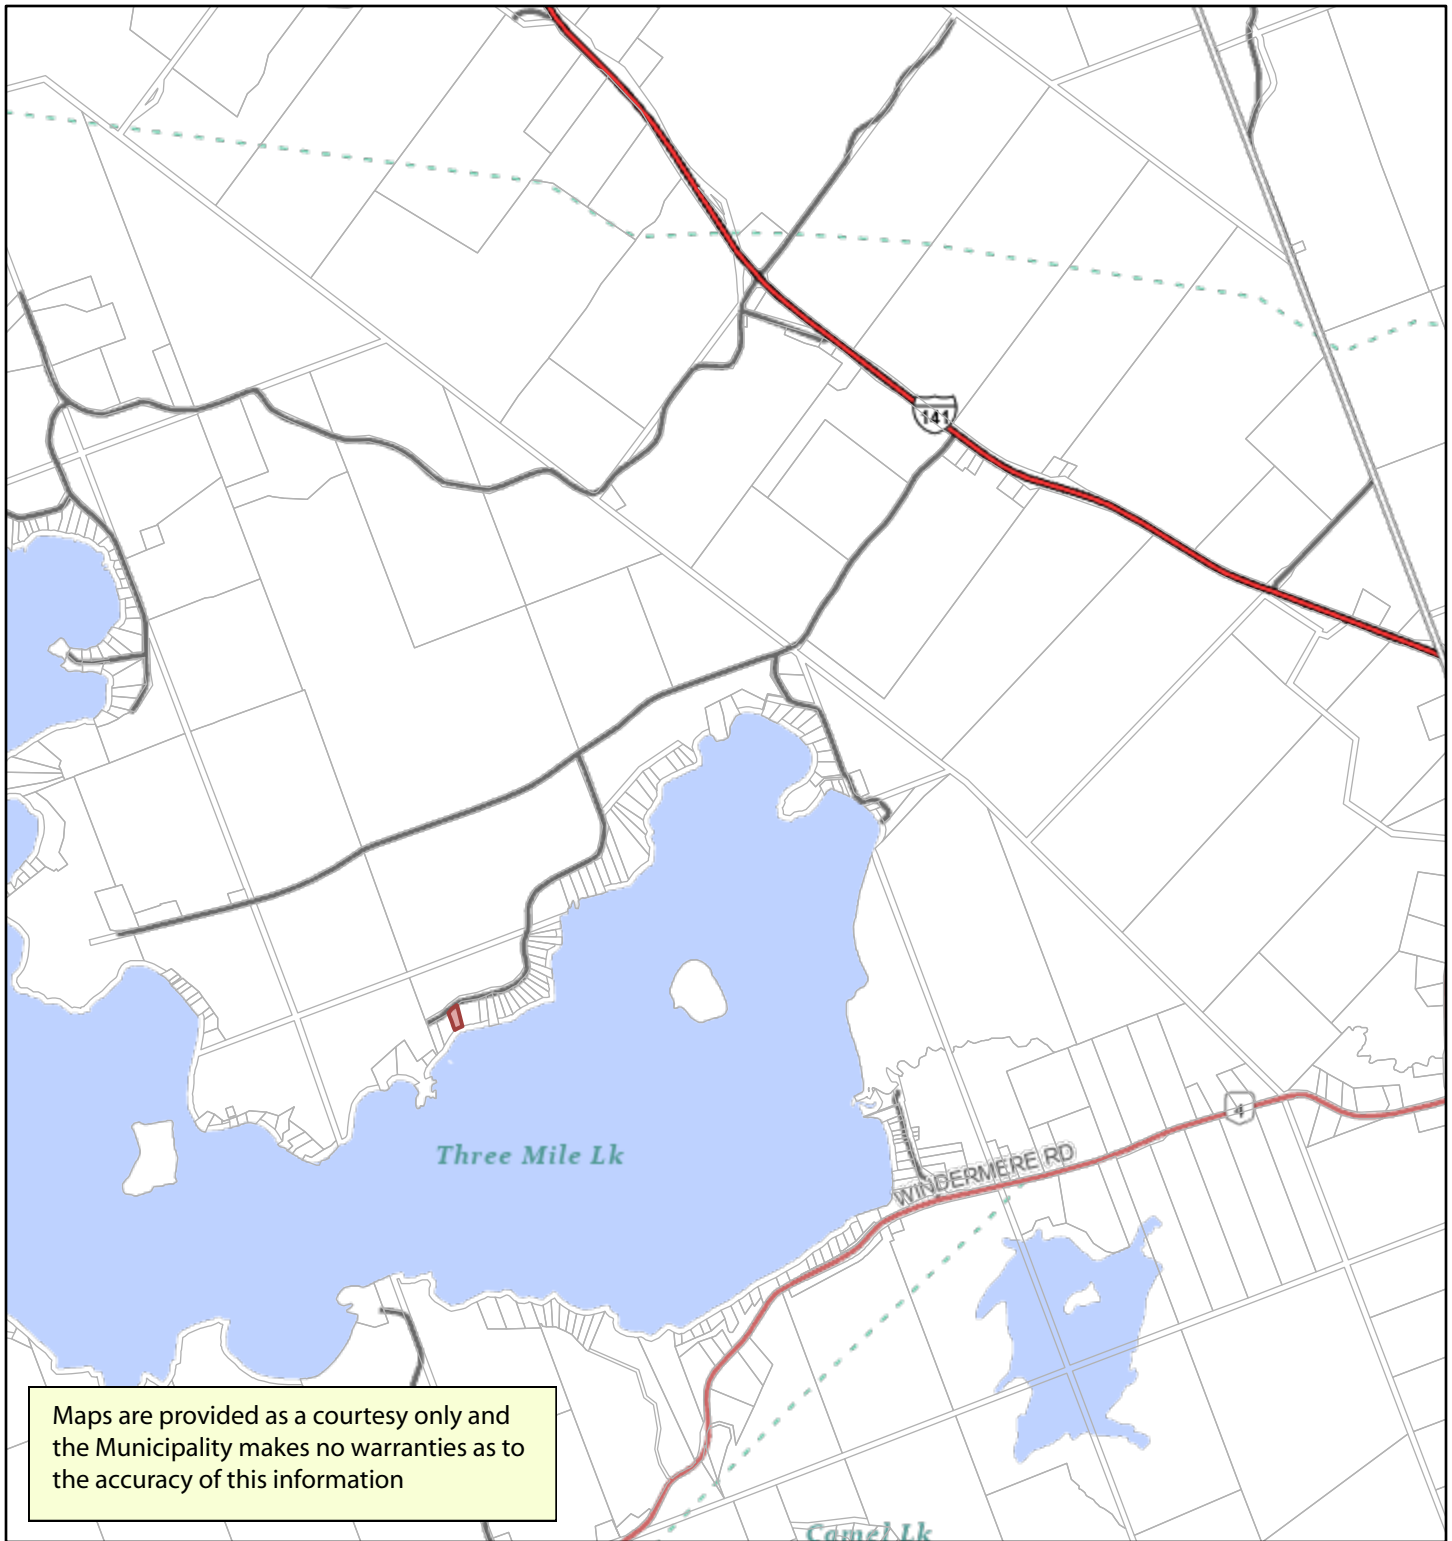 141
4
WINDERMERE RD
Three Mile Lk
Maps are provided as a courtesy only and
the Municipality makes no warranties as to
the accuracy of this information
Camel Lk